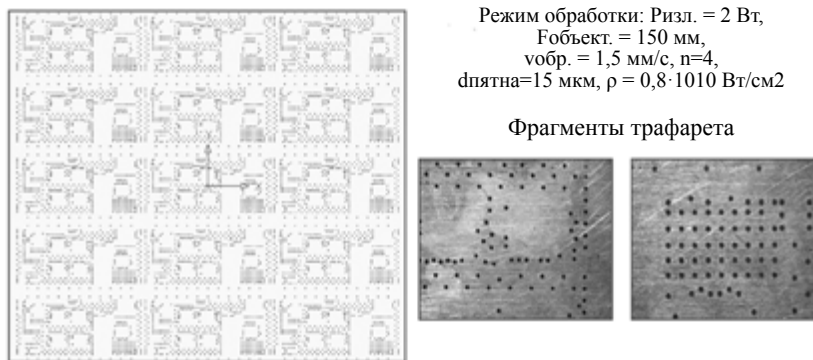 Режим обработки: Ризл. = 2 Вт,
Fобъект. = 150 мм,
vобр. = 1,5 мм/с, n=4,
dпятна=15 мкм, ρ = 0,8·1010 Вт/см2
Фрагменты трафарета